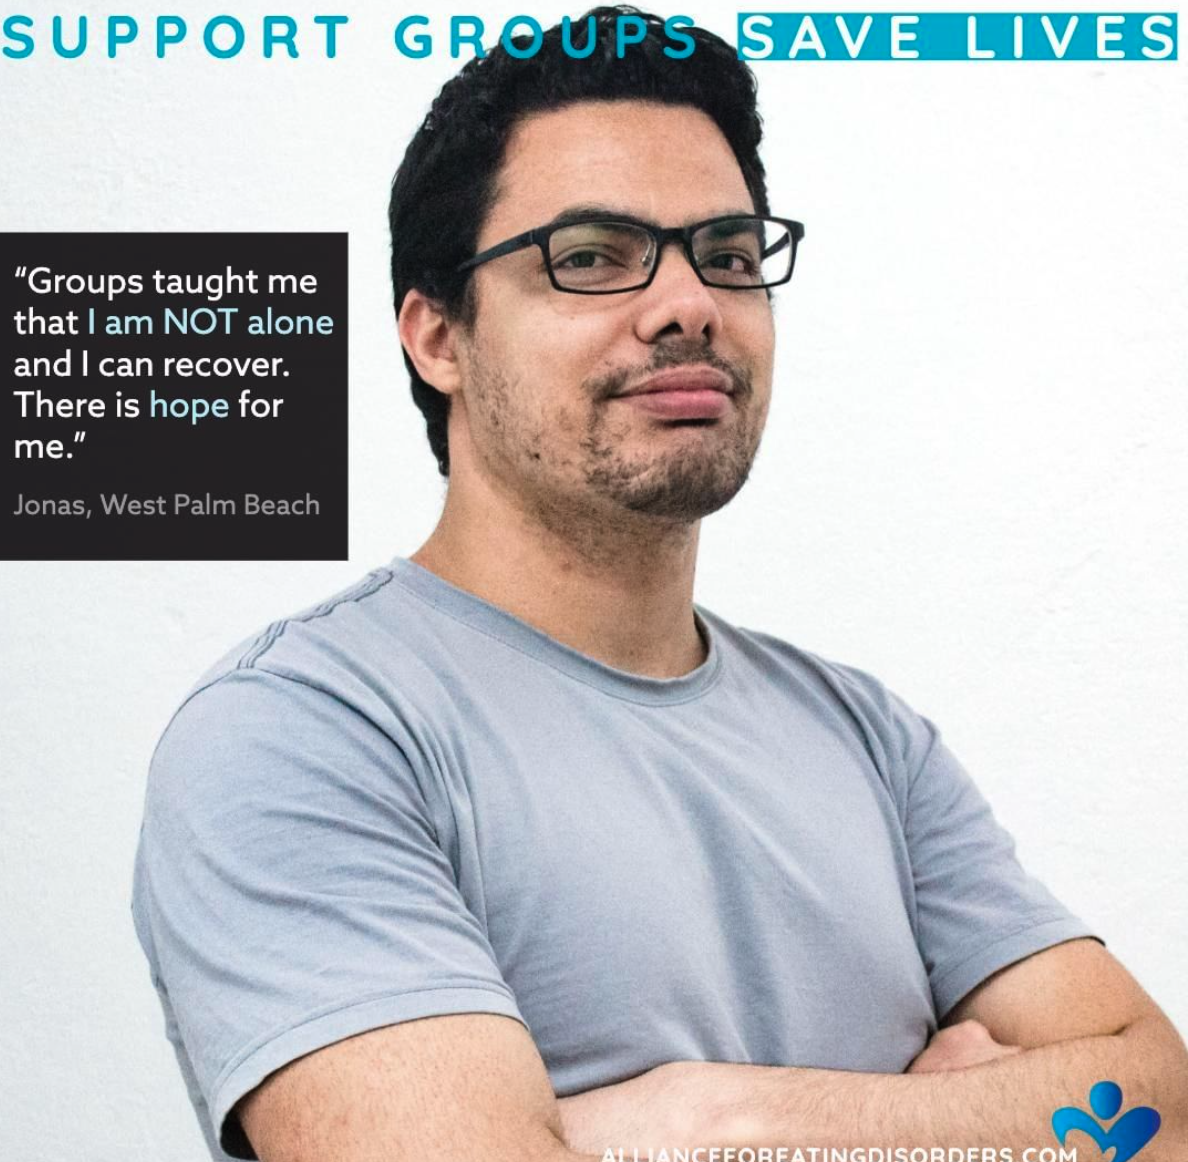 SUPPORT GROUPS SAVE LIVES
“Groups taught me
that I am NOT alone
and I can recover.
There is hope for
me.”
Jonas, West Palm Beach
ALLIANCEFOREATINGDISORDERS.COM